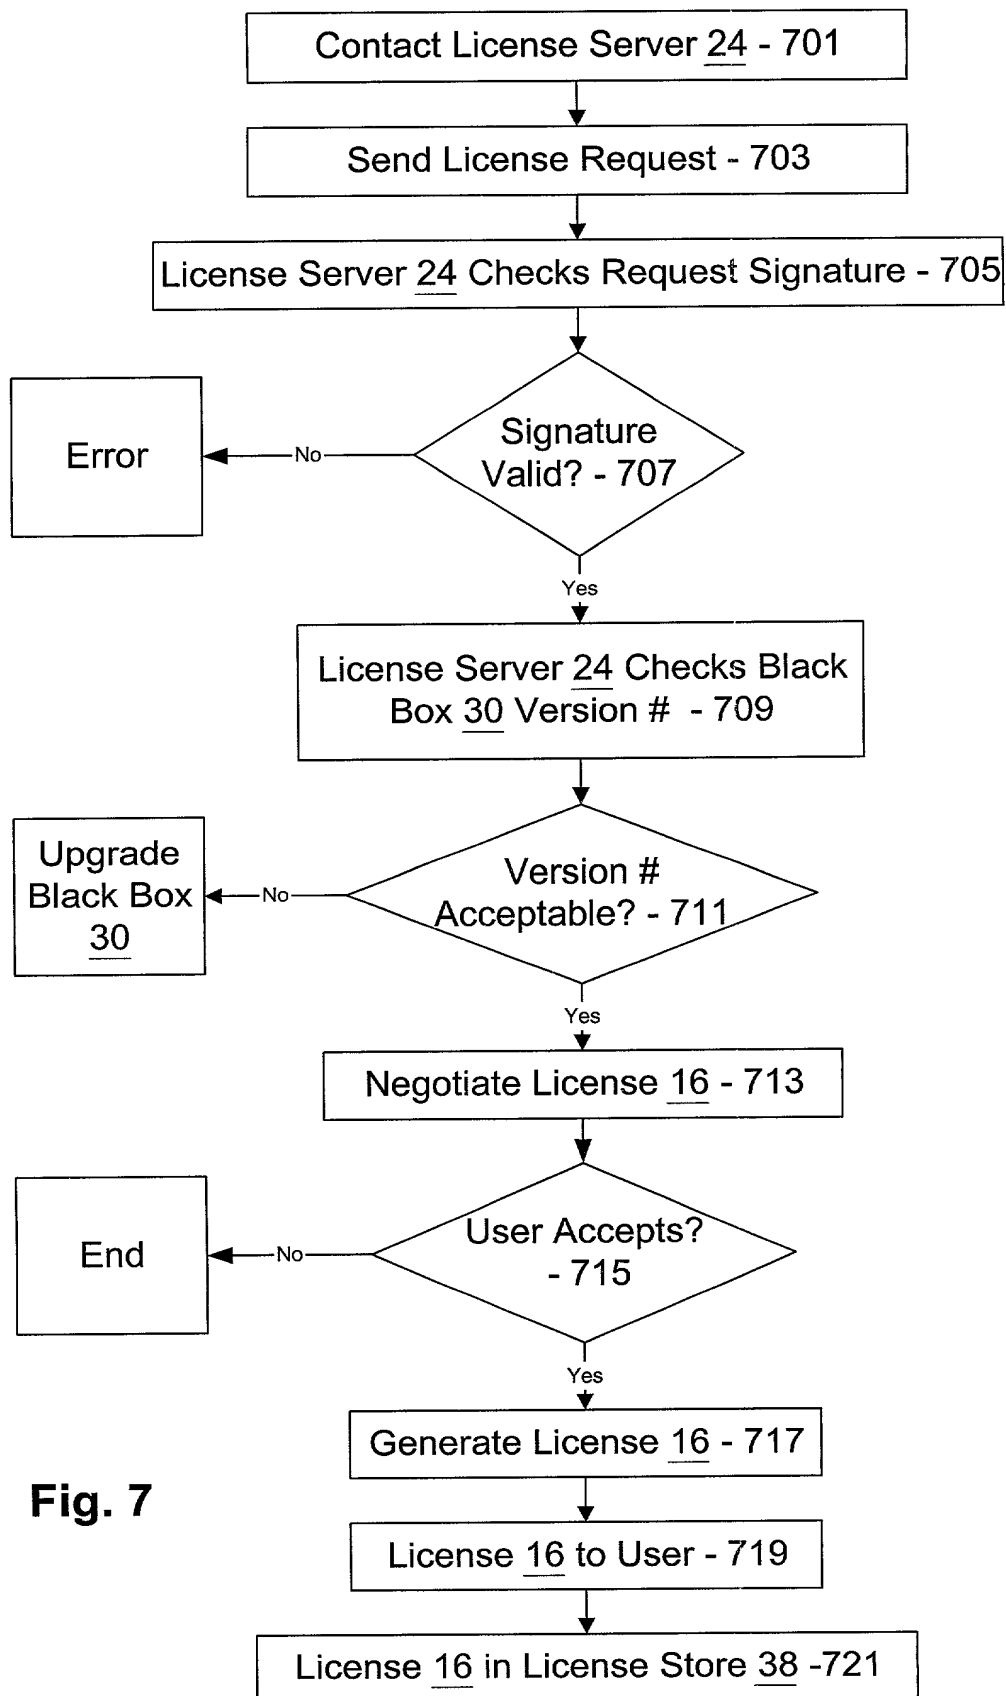 Contact License Server 24 - 701
Send License Request - 703
License Server 24 Checks Request Signature - 705
Signature
Valid? - 707
No
Error
Yes
License Server 24 Checks Black
Box 30 Version # - 709
Version #
Acceptable? - 711
No
Upgrade
Black Box
30
Yes
Negotiate License 16 - 713
User Accepts?
- 715
No
End
Yes
Generate License 16 - 717
Fig. 7
License 16 to User - 719
License 16 in License Store 38 -721